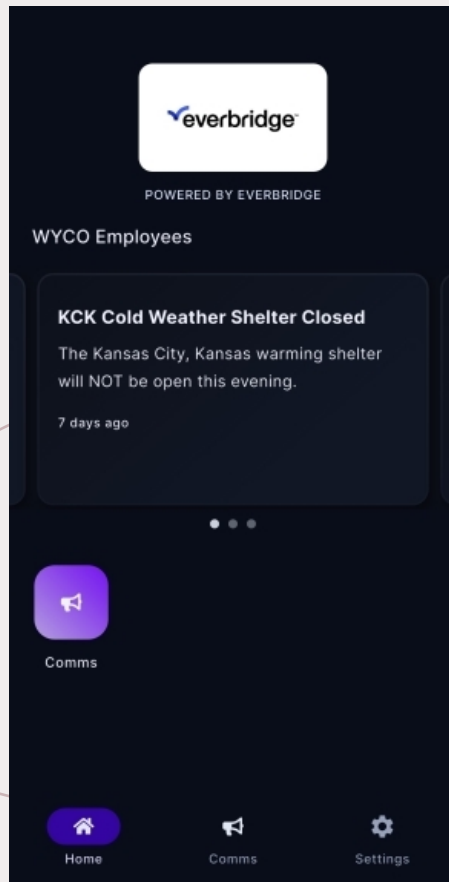 everbridge™
POWERED BY EVERBRIDGE
WYCO Employees
KCK Cold Weather Shelter Closed
The Kansas City, Kansas warming shelter
will NOT be open this evening.
7 days ago
Comms
Home
Comms
Settings